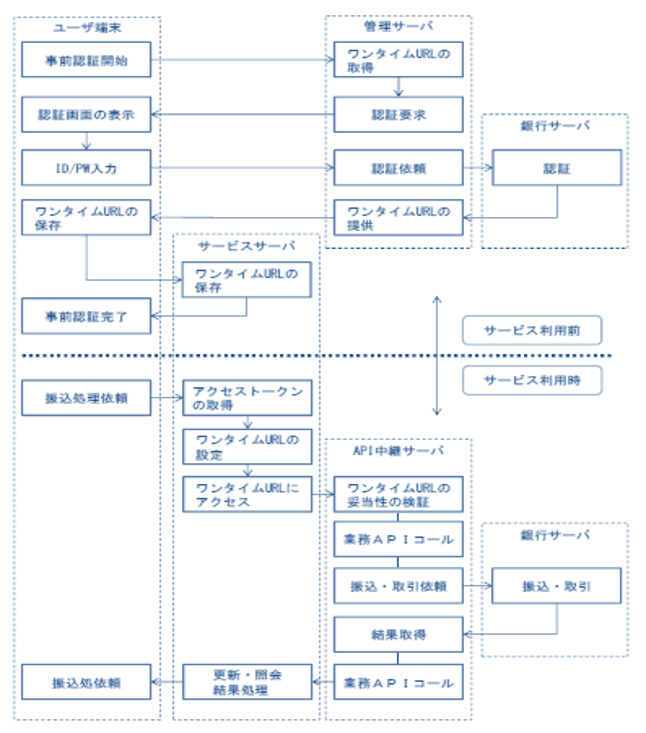 ユーザ端末
管理サーバ
事前認証開始
ワンタイムURLの
取得
認証画面の表示
認証要求
銀行サーバ
ID/PW入力
認証依頼
認証
ワンタイムURLの
保存
ワンタイムURLの
提供
サービスサーバ
ワンタイムURLの
保存
事前認証完了
サービス利用前
サービス利用時
振込処理依頼
アクセストークン
の取得
ワンタイムURLの
設定
API中継サーバ
ワンタイムURLに
アクセス
ワンタイムURLの
妥当性の検証
業務ＡＰＩコール
銀行サーバ
振込・取引依頼
振込・取引
結果取得
振込処依頼
更新・照会
結果処理
業務ＡＰＩコール